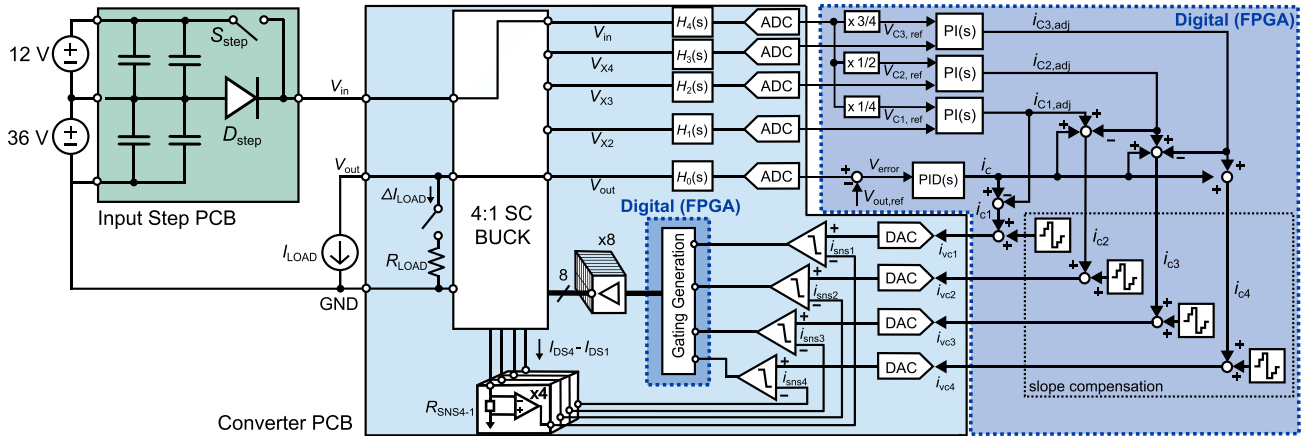 12 V
36 V
S_step
D_step
Input Step PCB
V_in
V_out
ΔI_LOAD
I_LOAD
R_LOAD
GND
4:1 SC
BUCK
V_in
V_X4
V_X3
V_X2
V_out
H_4(s)
H_3(s)
H_2(s)
H_1(s)
H_0(s)
ADC
ADC
ADC
ADC
ADC
Digital (FPGA)
x 3/4
V_C3, ref
x 1/2
V_C2, ref
x 1/4
V_C1, ref
PI(s)
PI(s)
PI(s)
i_C3,adj
i_C2,adj
i_C1,adj
V_error
V_out,ref
PID(s)
i_c
i_c1
i_c2
i_c3
i_c4
+
−
+
+
−
+
+
−
+
+
−
+
+
+
+
+
+
+
+
+
+
slope compensation
DAC
DAC
DAC
DAC
i_vc1
i_vc2
i_vc3
i_vc4
+
−
+
−
+
−
+
−
i_sns1
i_sns2
i_sns3
i_sns4
Digital (FPGA)
Gating Generation
x8
8
I_DS4 - I_DS1
x4
−
+
R_SNS4-1
Converter PCB